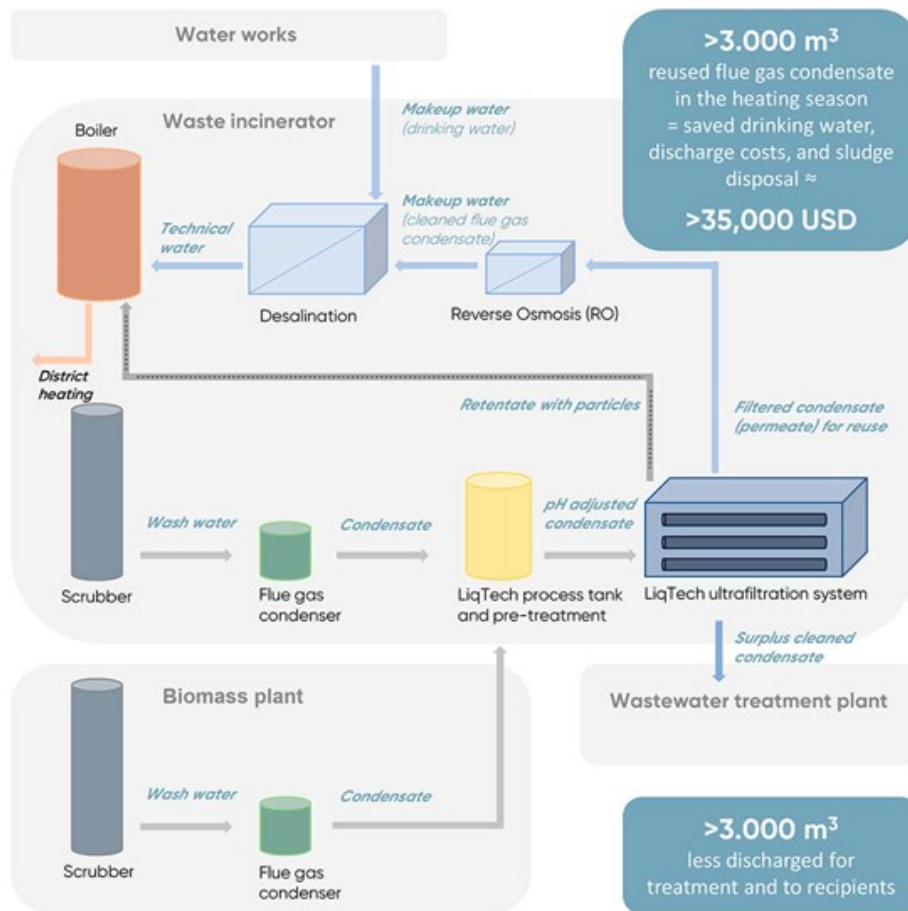 Water works
>3.000 m³
reused flue gas condensate
in the heating season
= saved drinking water,
discharge costs, and sludge
disposal ≈
>35,000 USD
Waste incinerator
Boiler
Makeup water
(drinking water)
Makeup water
(cleaned flue gas
condensate)
Technical
water
Desalination
Reverse Osmosis (RO)
District
heating
Retentate with particles
Filtered condensate
(permeate) for reuse
Wash water
Condensate
pH adjusted
condensate
Scrubber
Flue gas
condenser
LiqTech process tank
and pre-treatment
LiqTech ultrafiltration system
Surplus cleaned
condensate
Biomass plant
Wastewater treatment plant
Wash water
Condensate
Scrubber
Flue gas
condenser
>3.000 m³
less discharged for
treatment and to recipients